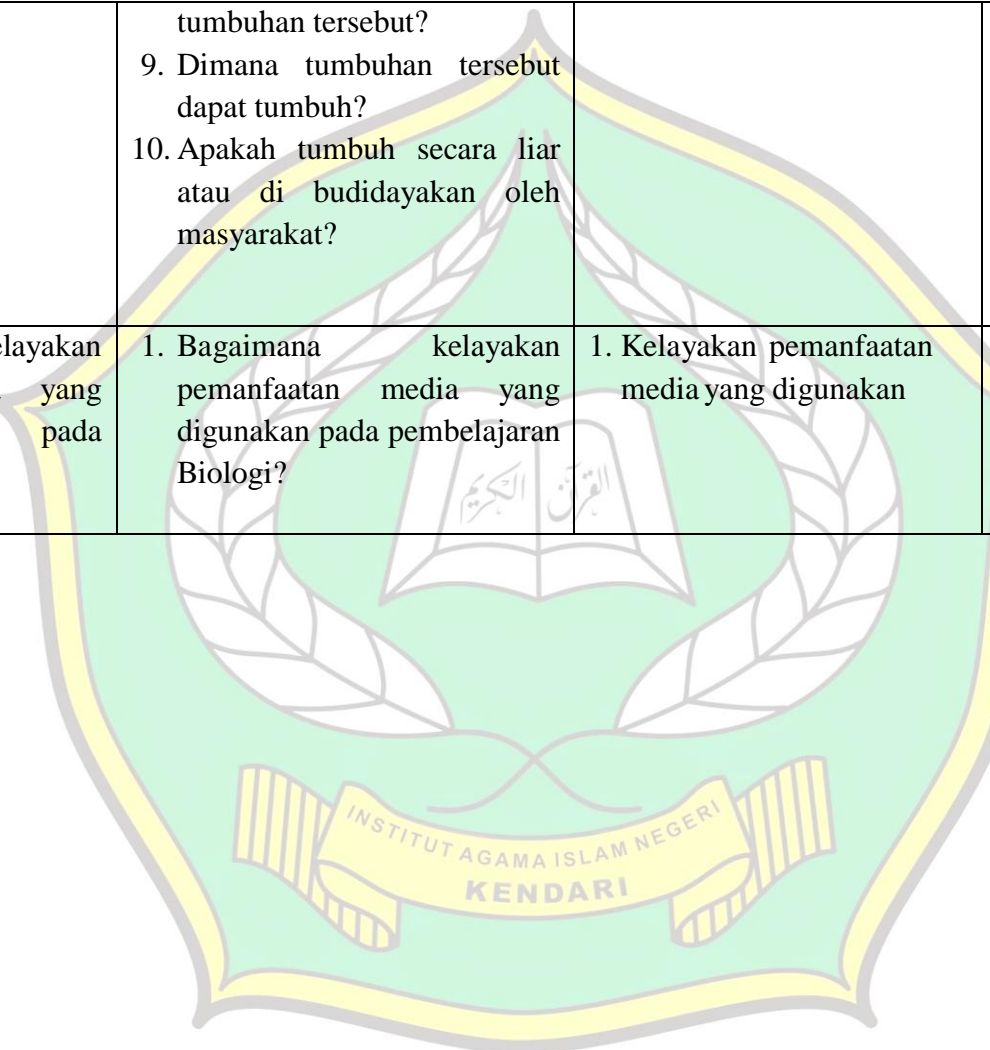 tumbuhan tersebut?
9. Dimana tumbuhan tersebut
dapat tumbuh?
10. Apakah tumbuh secara liar
atau di budidayakan oleh
masyarakat?
elayakan
yang
pada
1. Bagaimana kelayakan
pemanfaatan media yang
digunakan pada pembelajaran
Biologi?
1. Kelayakan pemanfaatan
media yang digunakan
القرآن الكريم
INSTITUT AGAMA ISLAM NEGERI
KENDARI